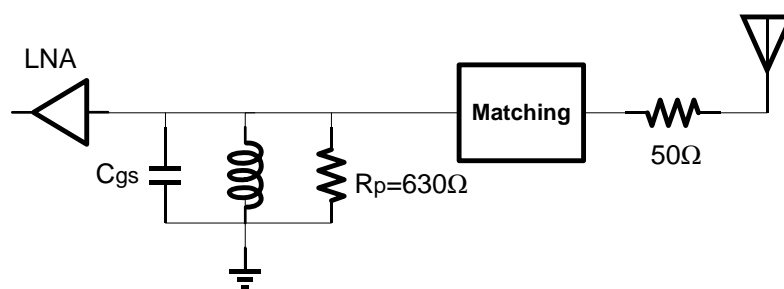 LNA
Matching
50Ω
Cgs
Rp=630Ω